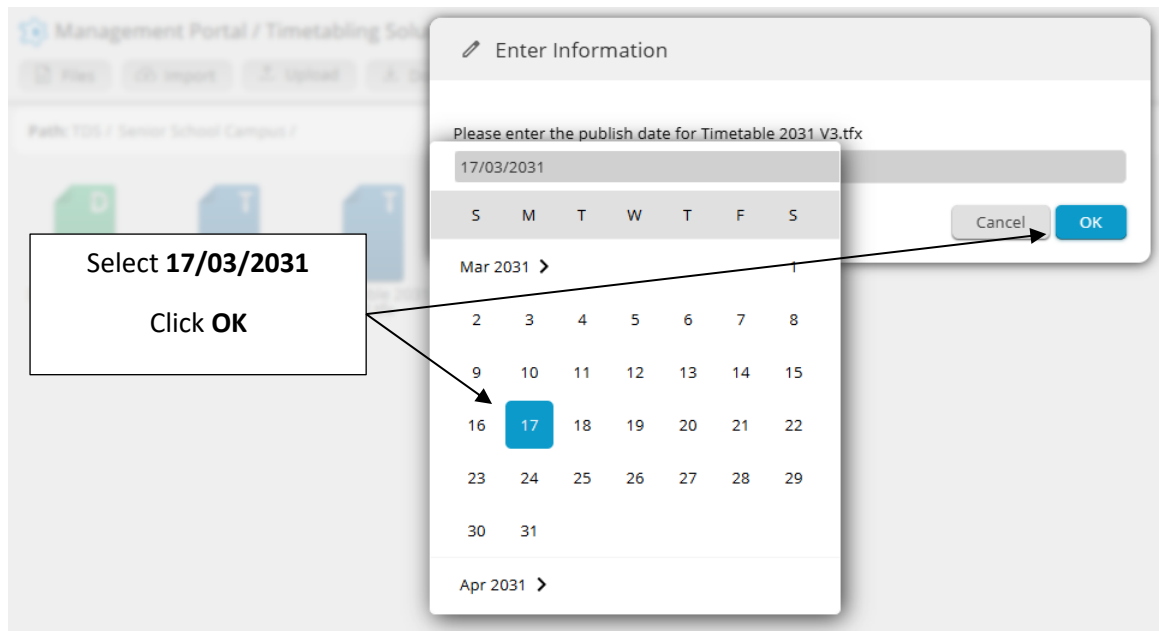 Management Portal / Timetabling Solu
Files Import Upload
Path: TDS / Senior School Campus /
D T T
Enter Information
Please enter the publish date for Timetable 2031 V3.tfx
17/03/2031
S M T W T F S
Cancel OK
Mar 2031 1
2 3 4 5 6 7 8
9 10 11 12 13 14 15
16 17 18 19 20 21 22
23 24 25 26 27 28 29
30 31
Apr 2031
Select 17/03/2031
Click OK